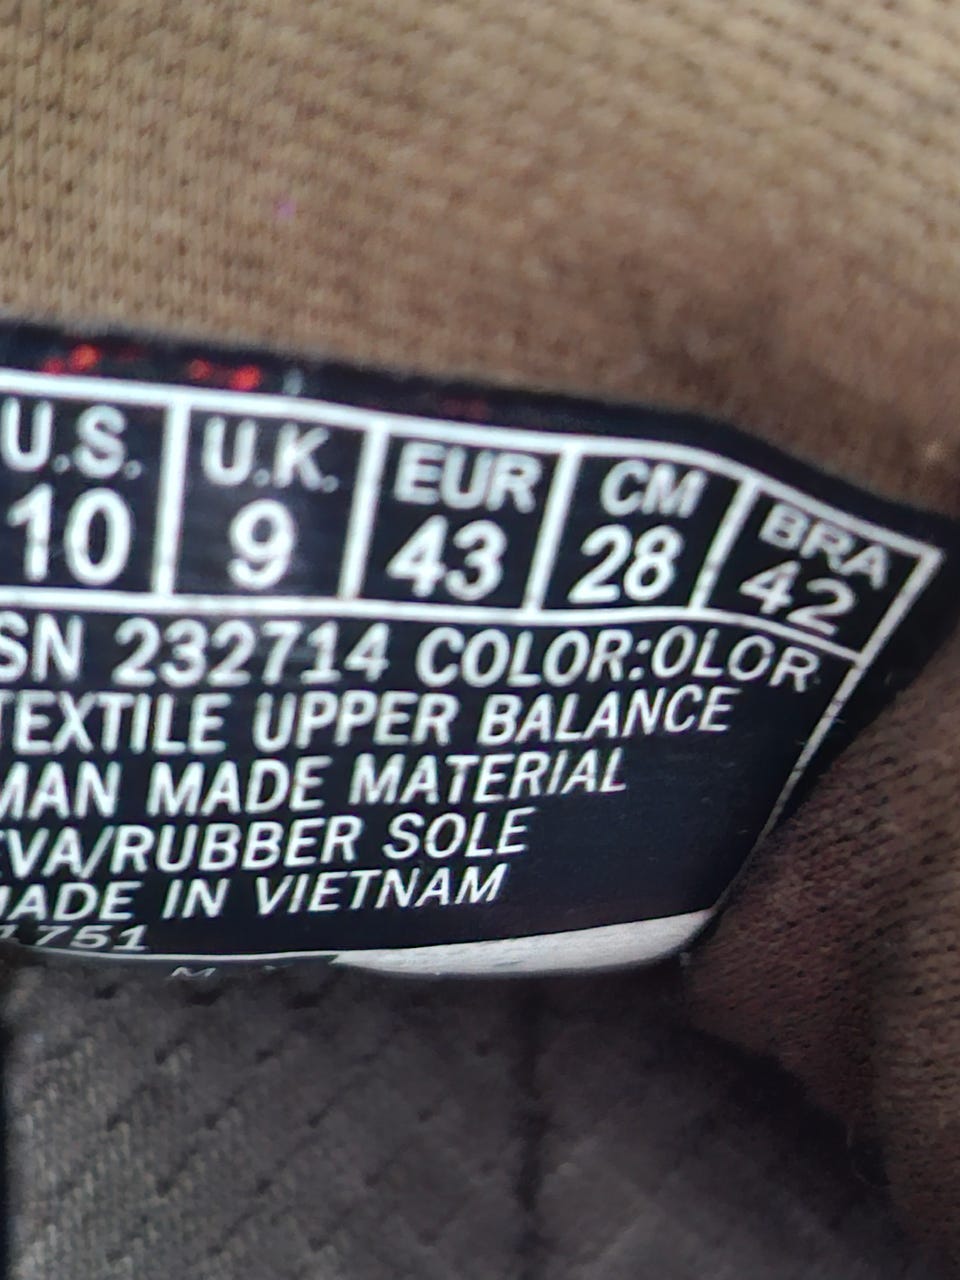 U.S. U.K. EUR CM BRA
10 9 43 28 42
SN 232714 COLOR:OLOR
TEXTILE UPPER BALANCE
MAN MADE MATERIAL
EVA/RUBBER SOLE
MADE IN VIETNAM